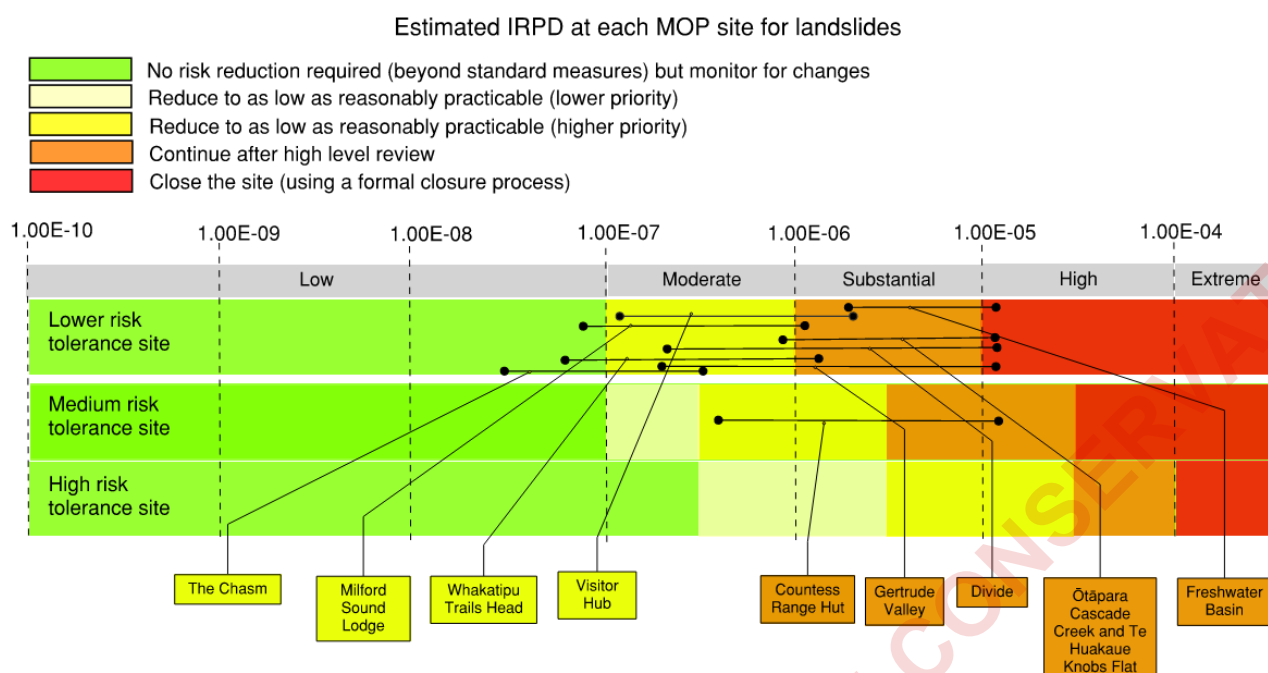 Estimated IRPD at each MOP site for landslides
No risk reduction required (beyond standard measures) but monitor for changes
Reduce to as low as reasonably practicable (lower priority)
Reduce to as low as reasonably practicable (higher priority)
Continue after high level review
Close the site (using a formal closure process)
1.00E-10 1.00E-09 1.00E-08 1.00E-07 1.00E-06 1.00E-05 1.00E-04
Low Moderate Substantial High Extreme
Lower risk
tolerance site
Medium risk
tolerance site
High risk
tolerance site
The Chasm
Milford
Sound
Lodge
Whakatipu
Trails Head
Visitor
Hub
Countess
Range Hut
Gertrude
Valley
Divide
Ōtāpara
Cascade
Creek and Te
Huakaue
Knobs Flat
Freshwater
Basin
CONSERVAT